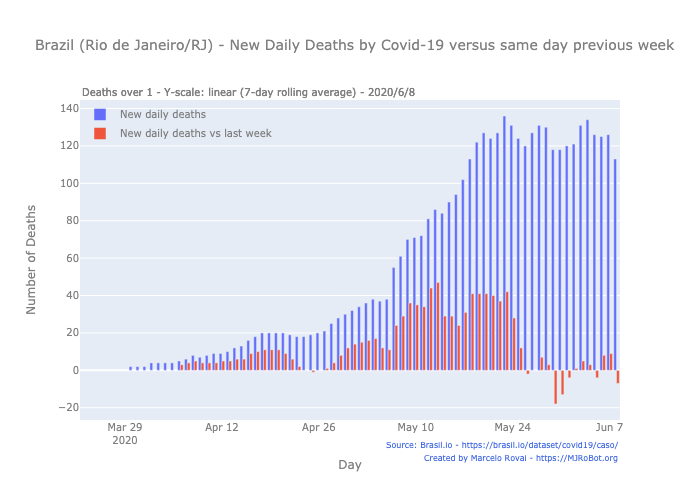 Brazil (Rio de Janeiro/RJ) - New Daily Deaths by Covid-19 versus same day previous week
Deaths over 1 - Y-scale: linear (7-day rolling average) - 2020/6/8
New daily deaths
New daily deaths vs last week
Number of Deaths
140
120
100
80
60
40
20
0
−20
Mar 29
2020
Apr 12
Apr 26
May 10
May 24
Jun 7
Day
Source: Brasil.io - https://brasil.io/dataset/covid19/caso/
Created by Marcelo Rovai - https://MJRoBot.org